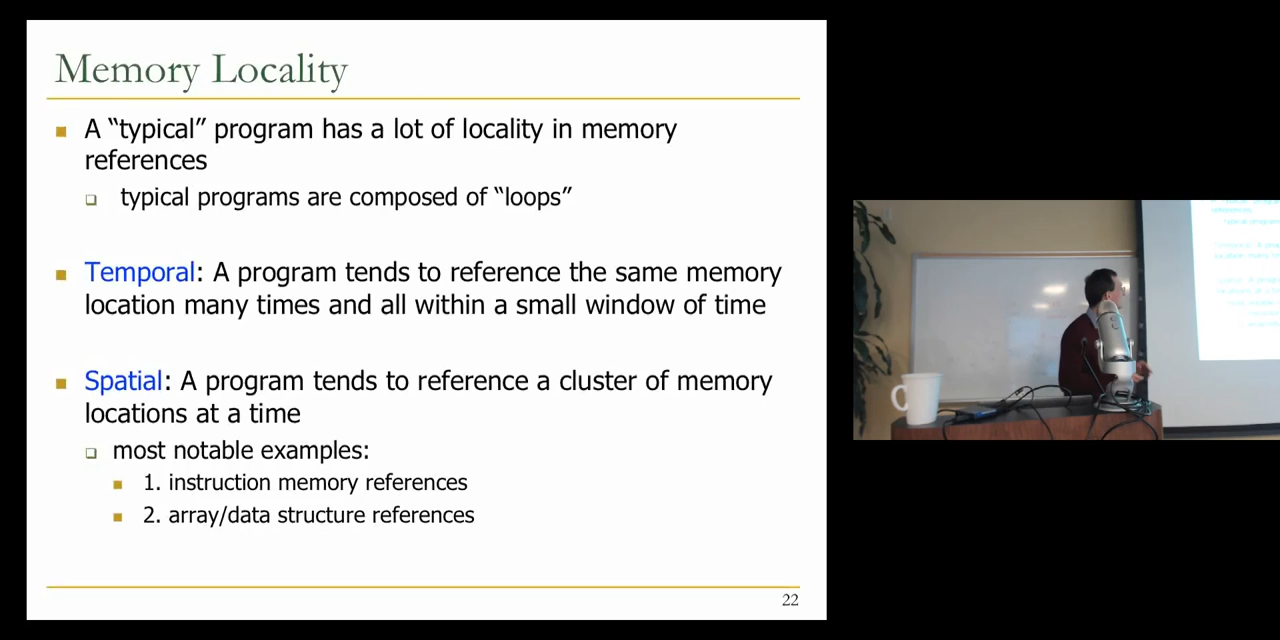 Memory Locality
■ A “typical” program has a lot of locality in memory
references
❑ typical programs are composed of “loops”
■ Temporal: A program tends to reference the same memory
location many times and all within a small window of time
■ Spatial: A program tends to reference a cluster of memory
locations at a time
❑ most notable examples:
■ 1. instruction memory references
■ 2. array/data structure references
22